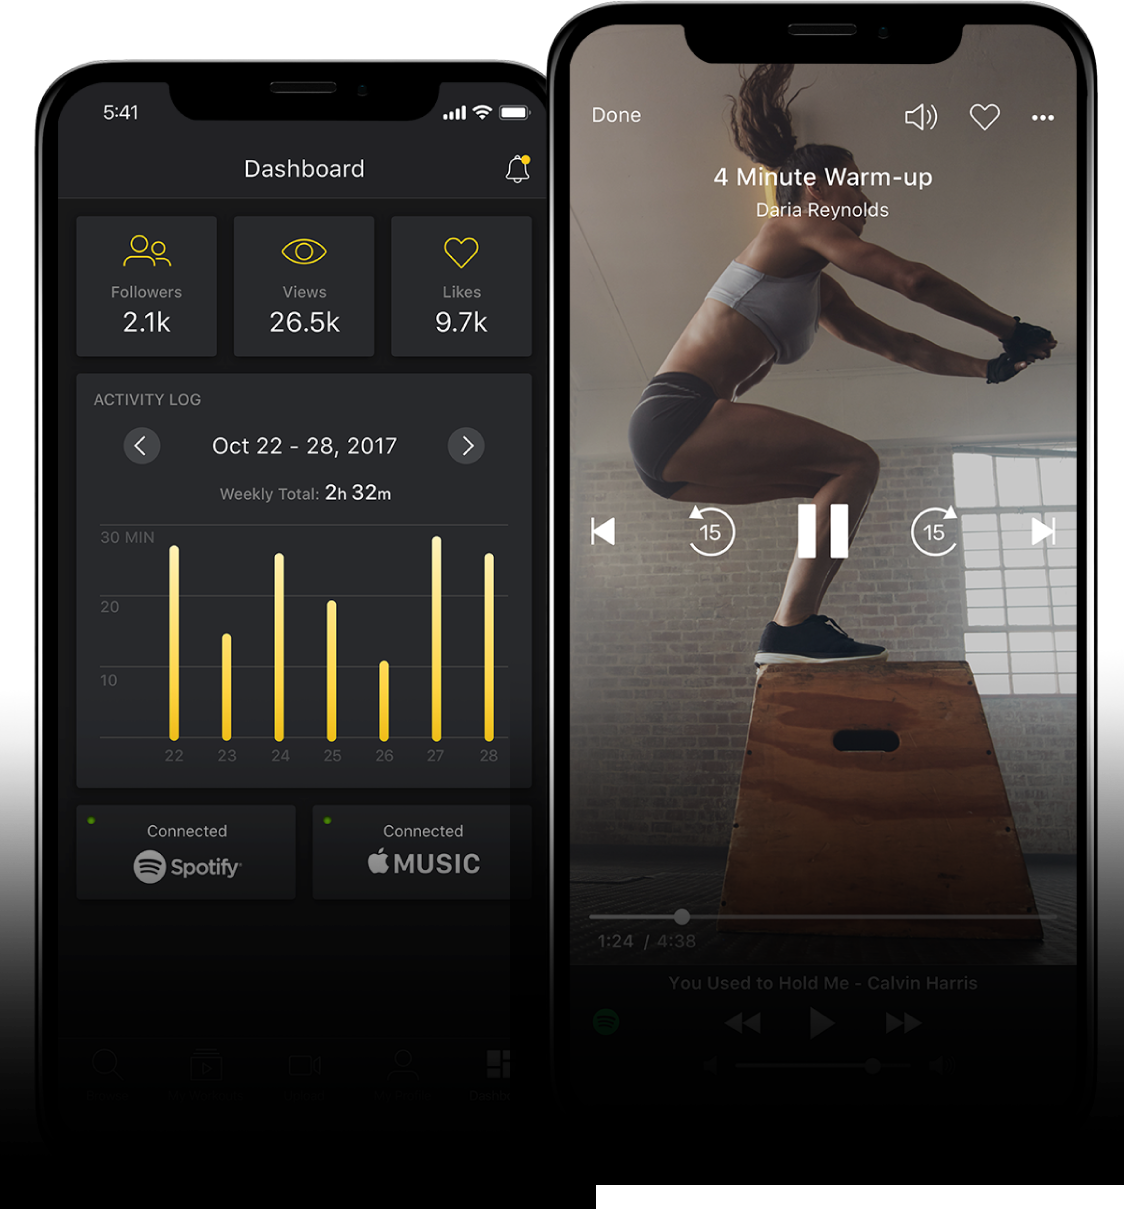 5:41
Dashboard
Followers
2.1k
Views
26.5k
Likes
9.7k
ACTIVITY LOG
Oct 22 - 28, 2017
Weekly Total: 2h 32m
30 MIN
20
10
22 23 24 25 26 27 28
Connected
Spotify
Connected
MUSIC
Done
4 Minute Warm-up
Daria Reynolds
15
15
1:24 / 4:38
You Used to Hold Me - Calvin Harris